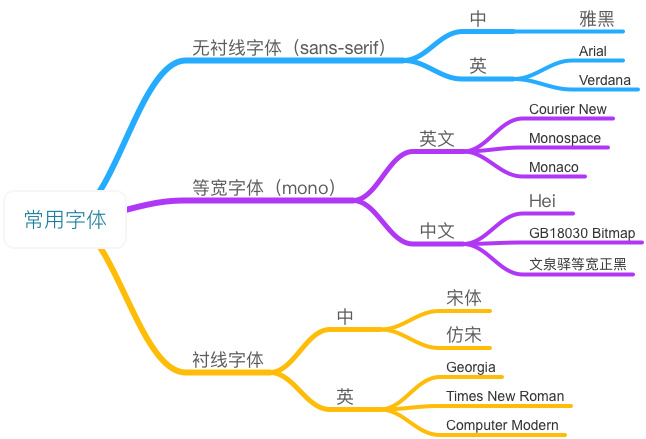 常用字体
无衬线字体（sans-serif）
中
雅黑
英
Arial
Verdana
等宽字体（mono）
英文
Courier New
Monospace
Monaco
中文
Hei
GB18030 Bitmap
文泉驿等宽正黑
衬线字体
中
宋体
仿宋
英
Georgia
Times New Roman
Computer Modern